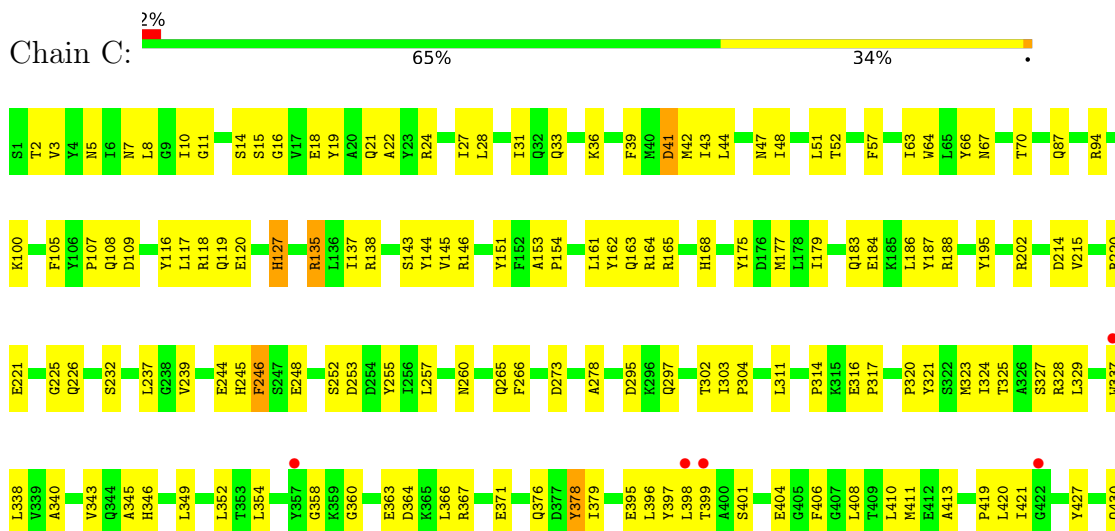 2%
Chain C:
65% 34% •
S1 T2 V3 Y4 N5 I6 N7 L8 G9 I10 G11 S14 S15 G16 V17 E18 Y19 A20 Q21 A22 Y23 R24 I27 L28 I31 Q32 Q33 K36 F39 M40 D41 M42 I43 L44 N47 I48 L51 T52 F57 I63 W64 L65 Y66 N67 T70 Q87 R94
K100 F105 Y106 P107 Q108 D109 Y116 L117 R118 Q119 E120 H127 R135 L136 I137 R138 S143 Y144 V145 R146 Y151 F152 A153 P154 L161 Y162 Q163 R164 R165 H168 Y175 D176 M177 L178 I179 Q183 E184 K185 L186 Y187 R188 Y195 R202 D214 V215
E221 G225 Q226 S232 L237 G238 V239 E244 H245 F246 S247 E248 S252 D253 D254 Y255 I256 L257 N260 Q265 F266 D273 A278 D295 K296 Q297 T302 I303 P304 L311 P314 K315 E316 P317 P320 Y321 S322 M323 I324 T325 A326 S327 R328 L329
L338 V339 A340 V343 Q344 A345 H346 L349 L352 T353 L354 Y357 G358 K359 G360 E363 D364 K365 L366 R367 E371 Q376 D377 Y378 I379 E395 L396 Y397 L398 T399 A400 S401 E404 G405 F406 G407 L408 T409 L410 M411 E412 A413 P419 L420 I421 G422 Y427